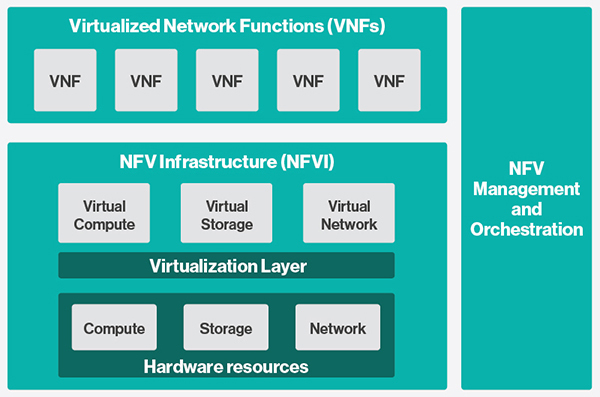 Virtualized Network Functions (VNFs)
VNF VNF VNF VNF VNF
NFV Infrastructure (NFVI)
Virtual
Compute
Virtual
Storage
Virtual
Network
Virtualization Layer
Compute Storage Network
Hardware resources
NFV
Management
and
Orchestration